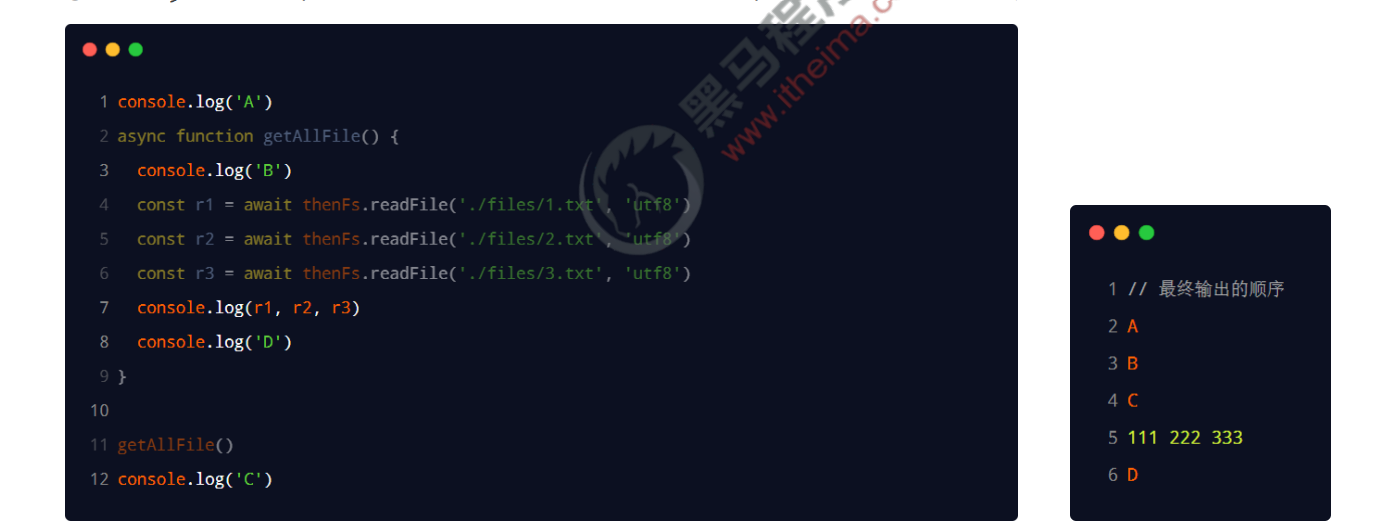 1 console.log('A')
2 async function getAllFile() {
3 console.log('B')
4 const r1 = await thenFs.readFile('./files/1.txt', 'utf8')
5 const r2 = await thenFs.readFile('./files/2.txt', 'utf8')
6 const r3 = await thenFs.readFile('./files/3.txt', 'utf8')
7 console.log(r1, r2, r3)
8 console.log('D')
9 }
10
11 getAllFile()
12 console.log('C')
1 // 最终输出的顺序
2 A
3 B
4 C
5 111 222 333
6 D
黑马程
www.itheima.c